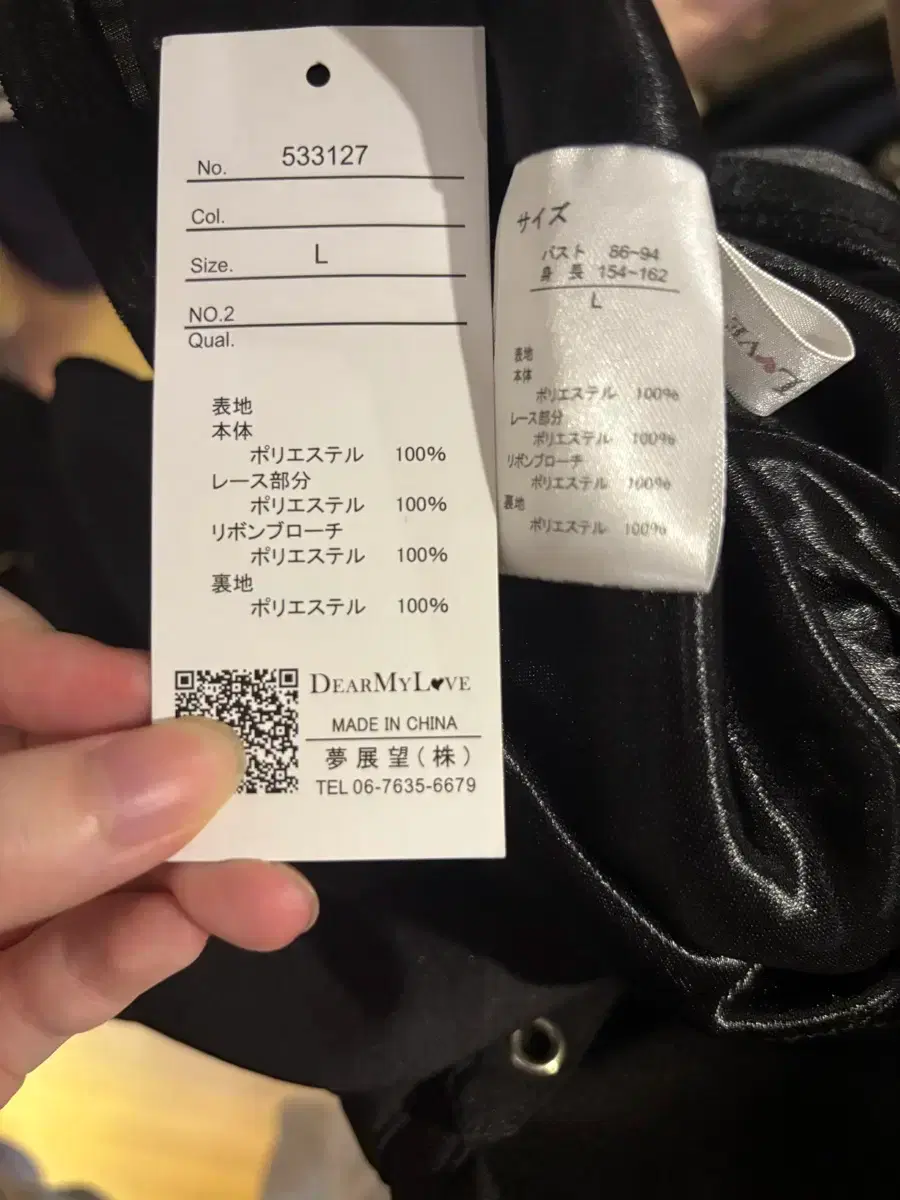 No. 533127
Col.
Size. L
NO.2
Qual.
表地
本体
ポリエステル 100%
レース部分
ポリエステル 100%
リボンブローチ
ポリエステル 100%
裏地
ポリエステル 100%
DEARMYL♥VE
MADE IN CHINA
夢展望(株)
TEL 06-7635-6679
サイズ
バスト 86~94
身長 154~162
L
表地
本体
ポリエステル 100%
レース部分
ポリエステル 100%
リボンブローチ
ポリエステル 100%
裏地
ポリエステル 100%